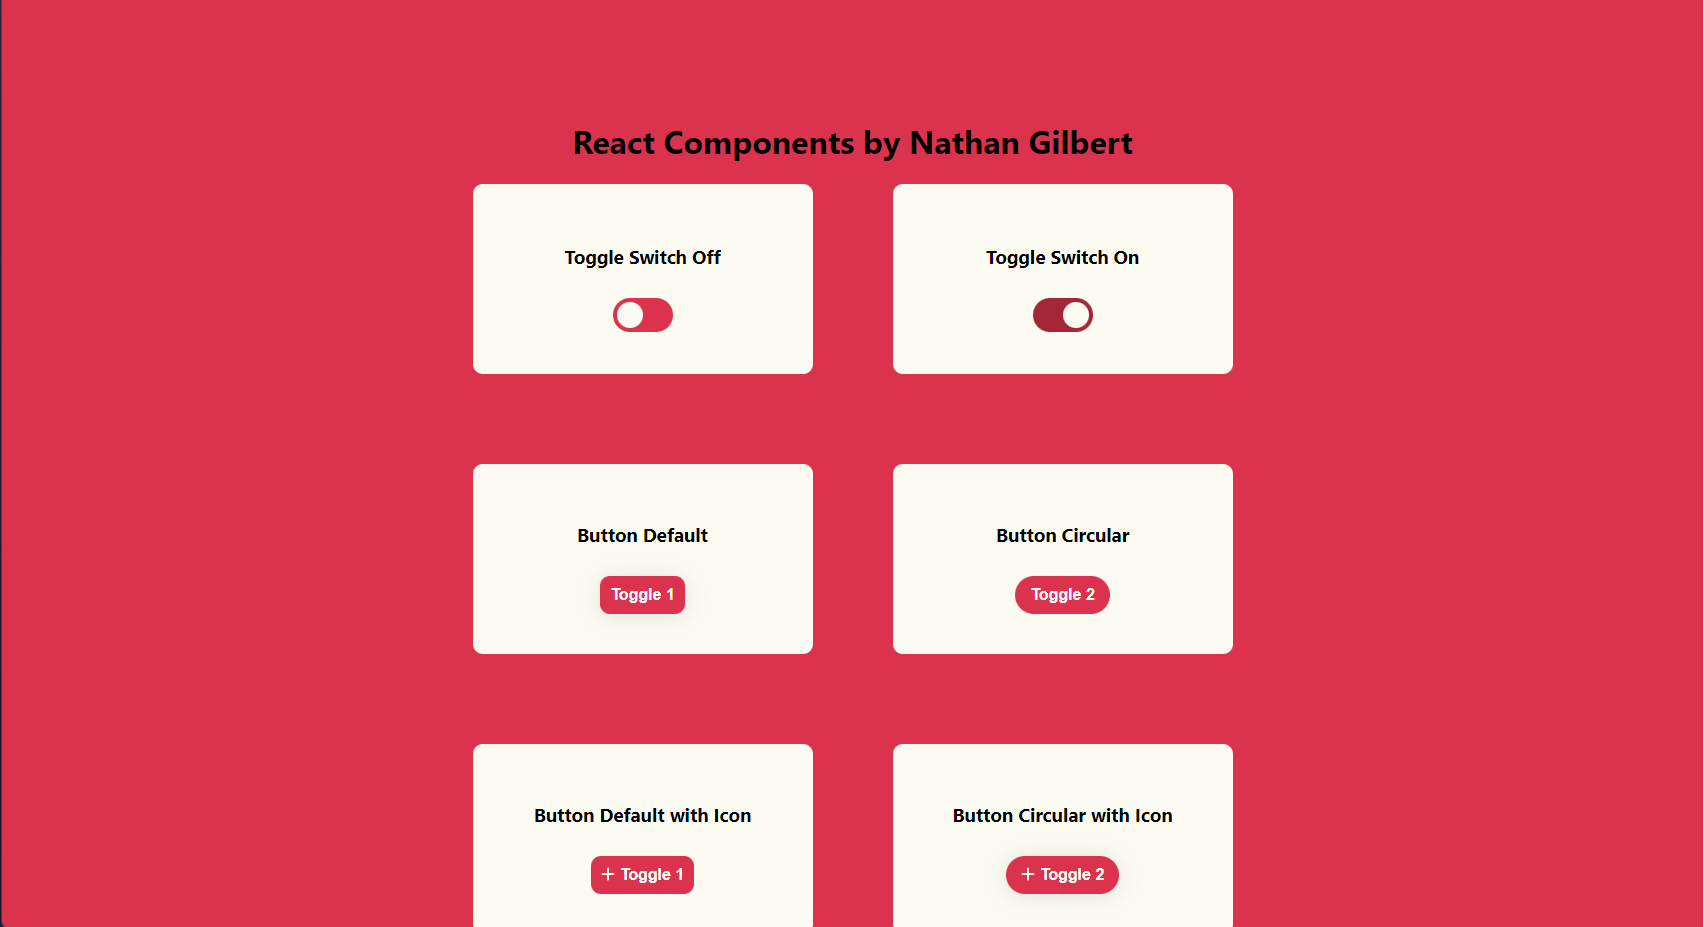 React Components by Nathan Gilbert
Toggle Switch Off
Toggle Switch On
Button Default
Button Circular
Toggle 1
Toggle 2
Button Default with Icon
Button Circular with Icon
+ Toggle 1
+ Toggle 2